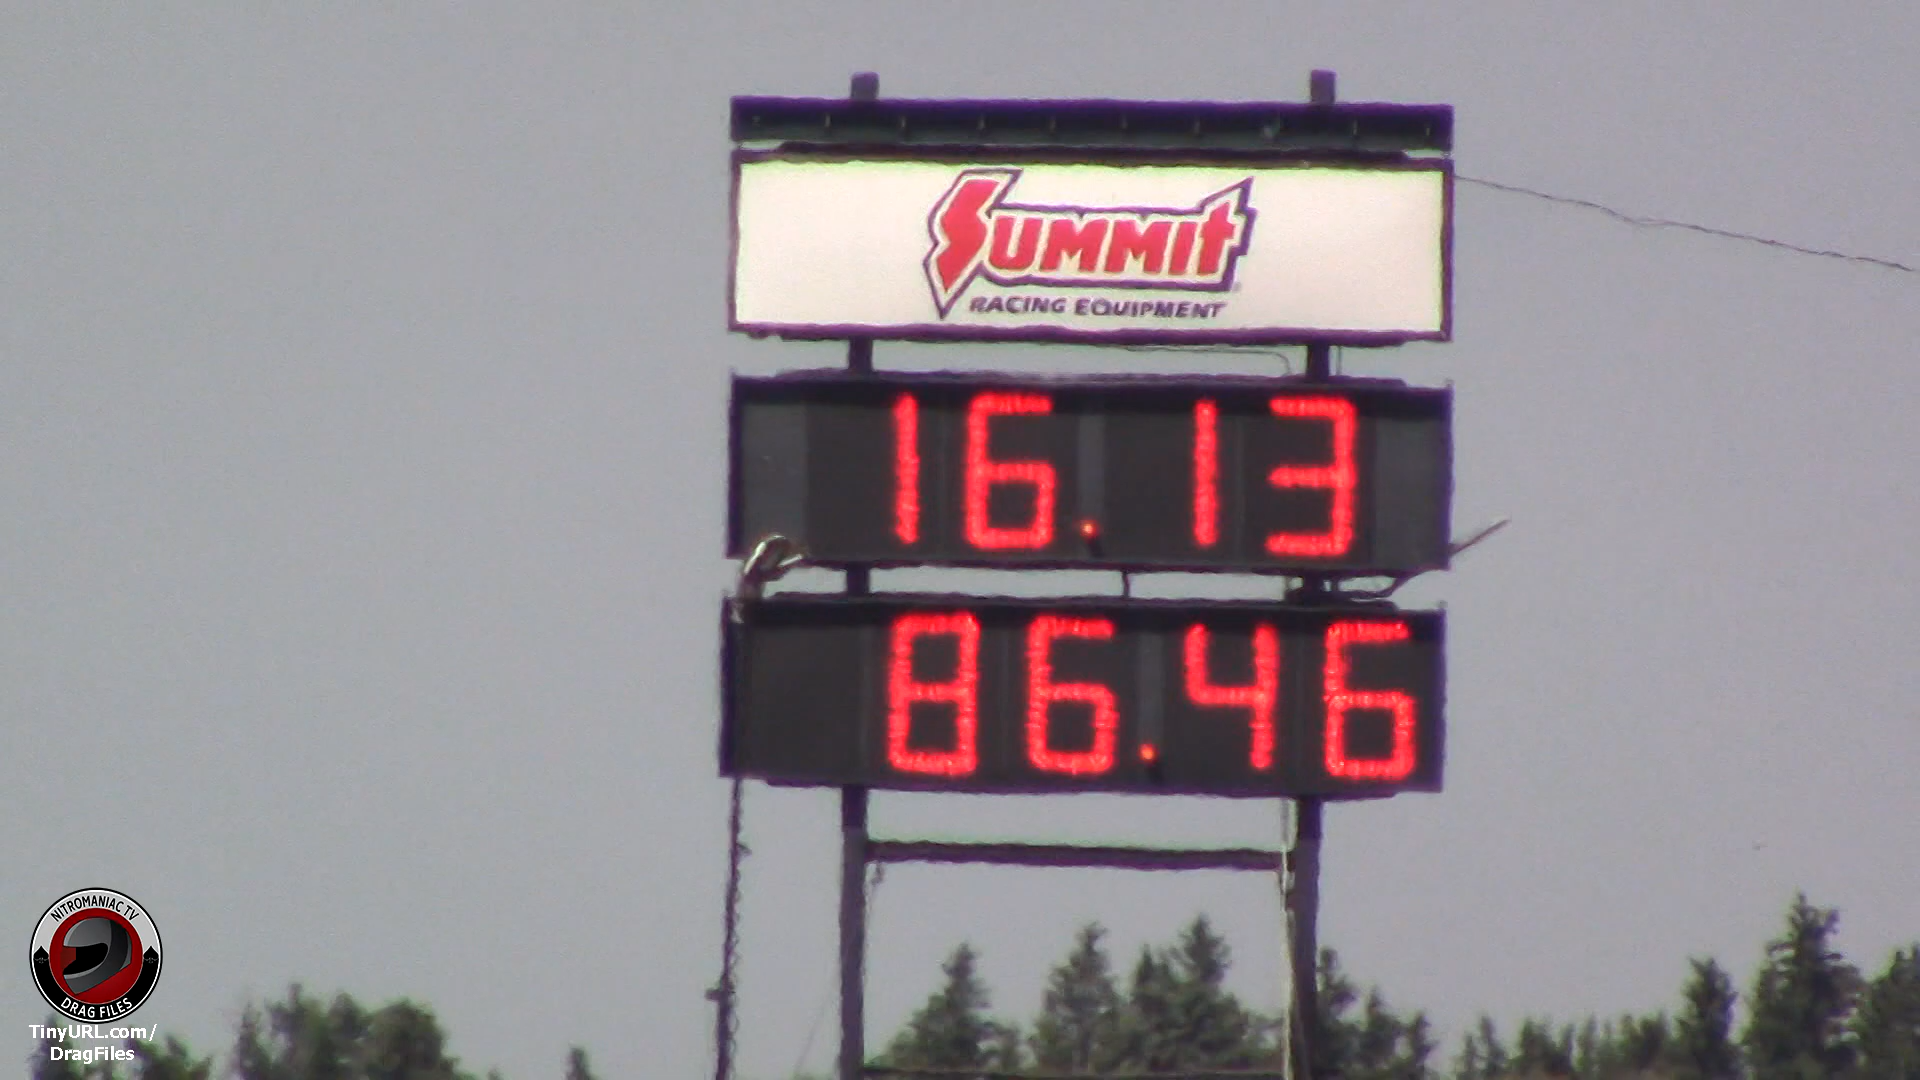 SUMMIT
RACING EQUIPMENT
16.13
86.46
NITROMANIAC TV
DRAG FILES
TinyURL.com/
DragFiles